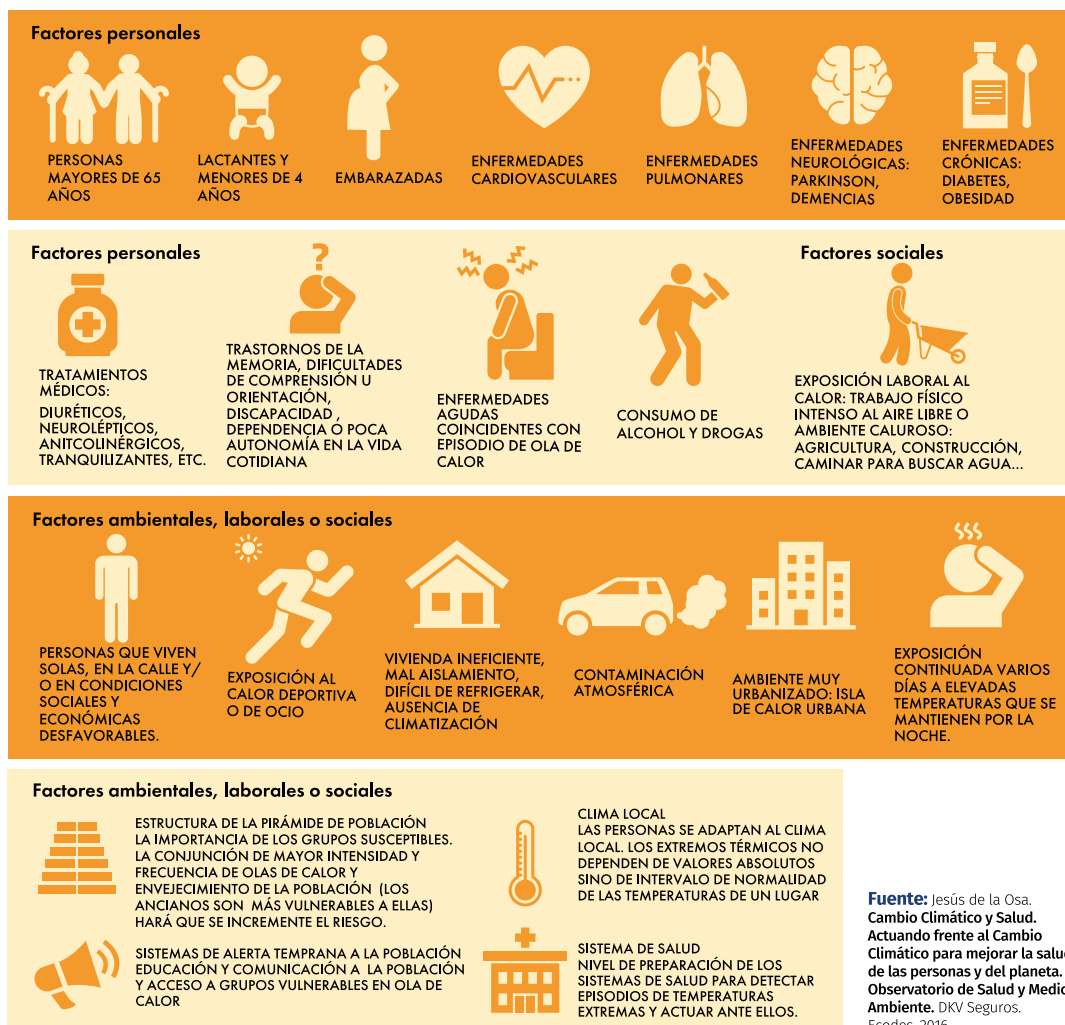 Factores personales
PERSONAS
MAYORES DE 65
AÑOS
LACTANTES Y
MENORES DE 4
AÑOS
EMBARAZADAS
ENFERMEDADES
CARDIOVASCULARES
ENFERMEDADES
PULMONARES
ENFERMEDADES
NEUROLÓGICAS:
PARKINSON,
DEMENCIAS
ENFERMEDADES
CRÓNICAS:
DIABETES,
OBESIDAD
Factores personales
TRATAMIENTOS
MÉDICOS:
DIURÉTICOS,
NEUROLÉPTICOS,
ANITCOLINÉRGICOS,
TRANQUILIZANTES, ETC.
?
TRASTORNOS DE LA
MEMORIA, DIFICULTADES
DE COMPRENSIÓN U
ORIENTACIÓN,
DISCAPACIDAD ,
DEPENDENCIA O POCA
AUTONOMÍA EN LA VIDA
COTIDIANA
ENFERMEDADES
AGUDAS
COINCIDENTES CON
EPISODIO DE OLA DE
CALOR
CONSUMO DE
ALCOHOL Y DROGAS
Factores sociales
EXPOSICIÓN LABORAL AL
CALOR: TRABAJO FÍSICO
INTENSO AL AIRE LIBRE O
AMBIENTE CALUROSO:
AGRICULTURA, CONSTRUCCIÓN,
CAMINAR PARA BUSCAR AGUA...
Factores ambientales, laborales o sociales
PERSONAS QUE VIVEN
SOLAS, EN LA CALLE Y/
O EN CONDICIONES
SOCIALES Y
ECONÓMICAS
DESFAVORABLES.
EXPOSICIÓN AL
CALOR DEPORTIVA
O DE OCIO
VIVIENDA INEFICIENTE,
MAL AISLAMIENTO,
DIFÍCIL DE REFRIGERAR,
AUSENCIA DE
CLIMATIZACIÓN
CONTAMINACIÓN
ATMOSFÉRICA
AMBIENTE MUY
URBANIZADO: ISLA
DE CALOR URBANA
EXPOSICIÓN
CONTINUADA VARIOS
DÍAS A ELEVADAS
TEMPERATURAS QUE SE
MANTIENEN POR LA
NOCHE.
Factores ambientales, laborales o sociales
ESTRUCTURA DE LA PIRÁMIDE DE POBLACIÓN
LA IMPORTANCIA DE LOS GRUPOS SUSCEPTIBLES.
LA CONJUNCIÓN DE MAYOR INTENSIDAD Y
FRECUENCIA DE OLAS DE CALOR Y
ENVEJECIMIENTO DE LA POBLACIÓN (LOS
ANCIANOS SON MÁS VULNERABLES A ELLAS)
HARÁ QUE SE INCREMENTE EL RIESGO.
SISTEMAS DE ALERTA TEMPRANA A LA POBLACIÓN
EDUCACIÓN Y COMUNICACIÓN A LA POBLACIÓN
Y ACCESO A GRUPOS VULNERABLES EN OLA DE
CALOR
CLIMA LOCAL
LAS PERSONAS SE ADAPTAN AL CLIMA
LOCAL. LOS EXTREMOS TÉRMICOS NO
DEPENDEN DE VALORES ABSOLUTOS
SINO DE INTERVALO DE NORMALIDAD
DE LAS TEMPERATURAS DE UN LUGAR
SISTEMA DE SALUD
NIVEL DE PREPARACIÓN DE LOS
SISTEMAS DE SALUD PARA DETECTAR
EPISODIOS DE TEMPERATURAS
EXTREMAS Y ACTUAR ANTE ELLOS.
Fuente: Jesús de la Osa.
Cambio Climático y Salud.
Actuando frente al Cambio
Climático para mejorar la salu
de las personas y del planeta.
Observatorio de Salud y Medi
Ambiente. DKV Seguros.
Ecodes, 2016